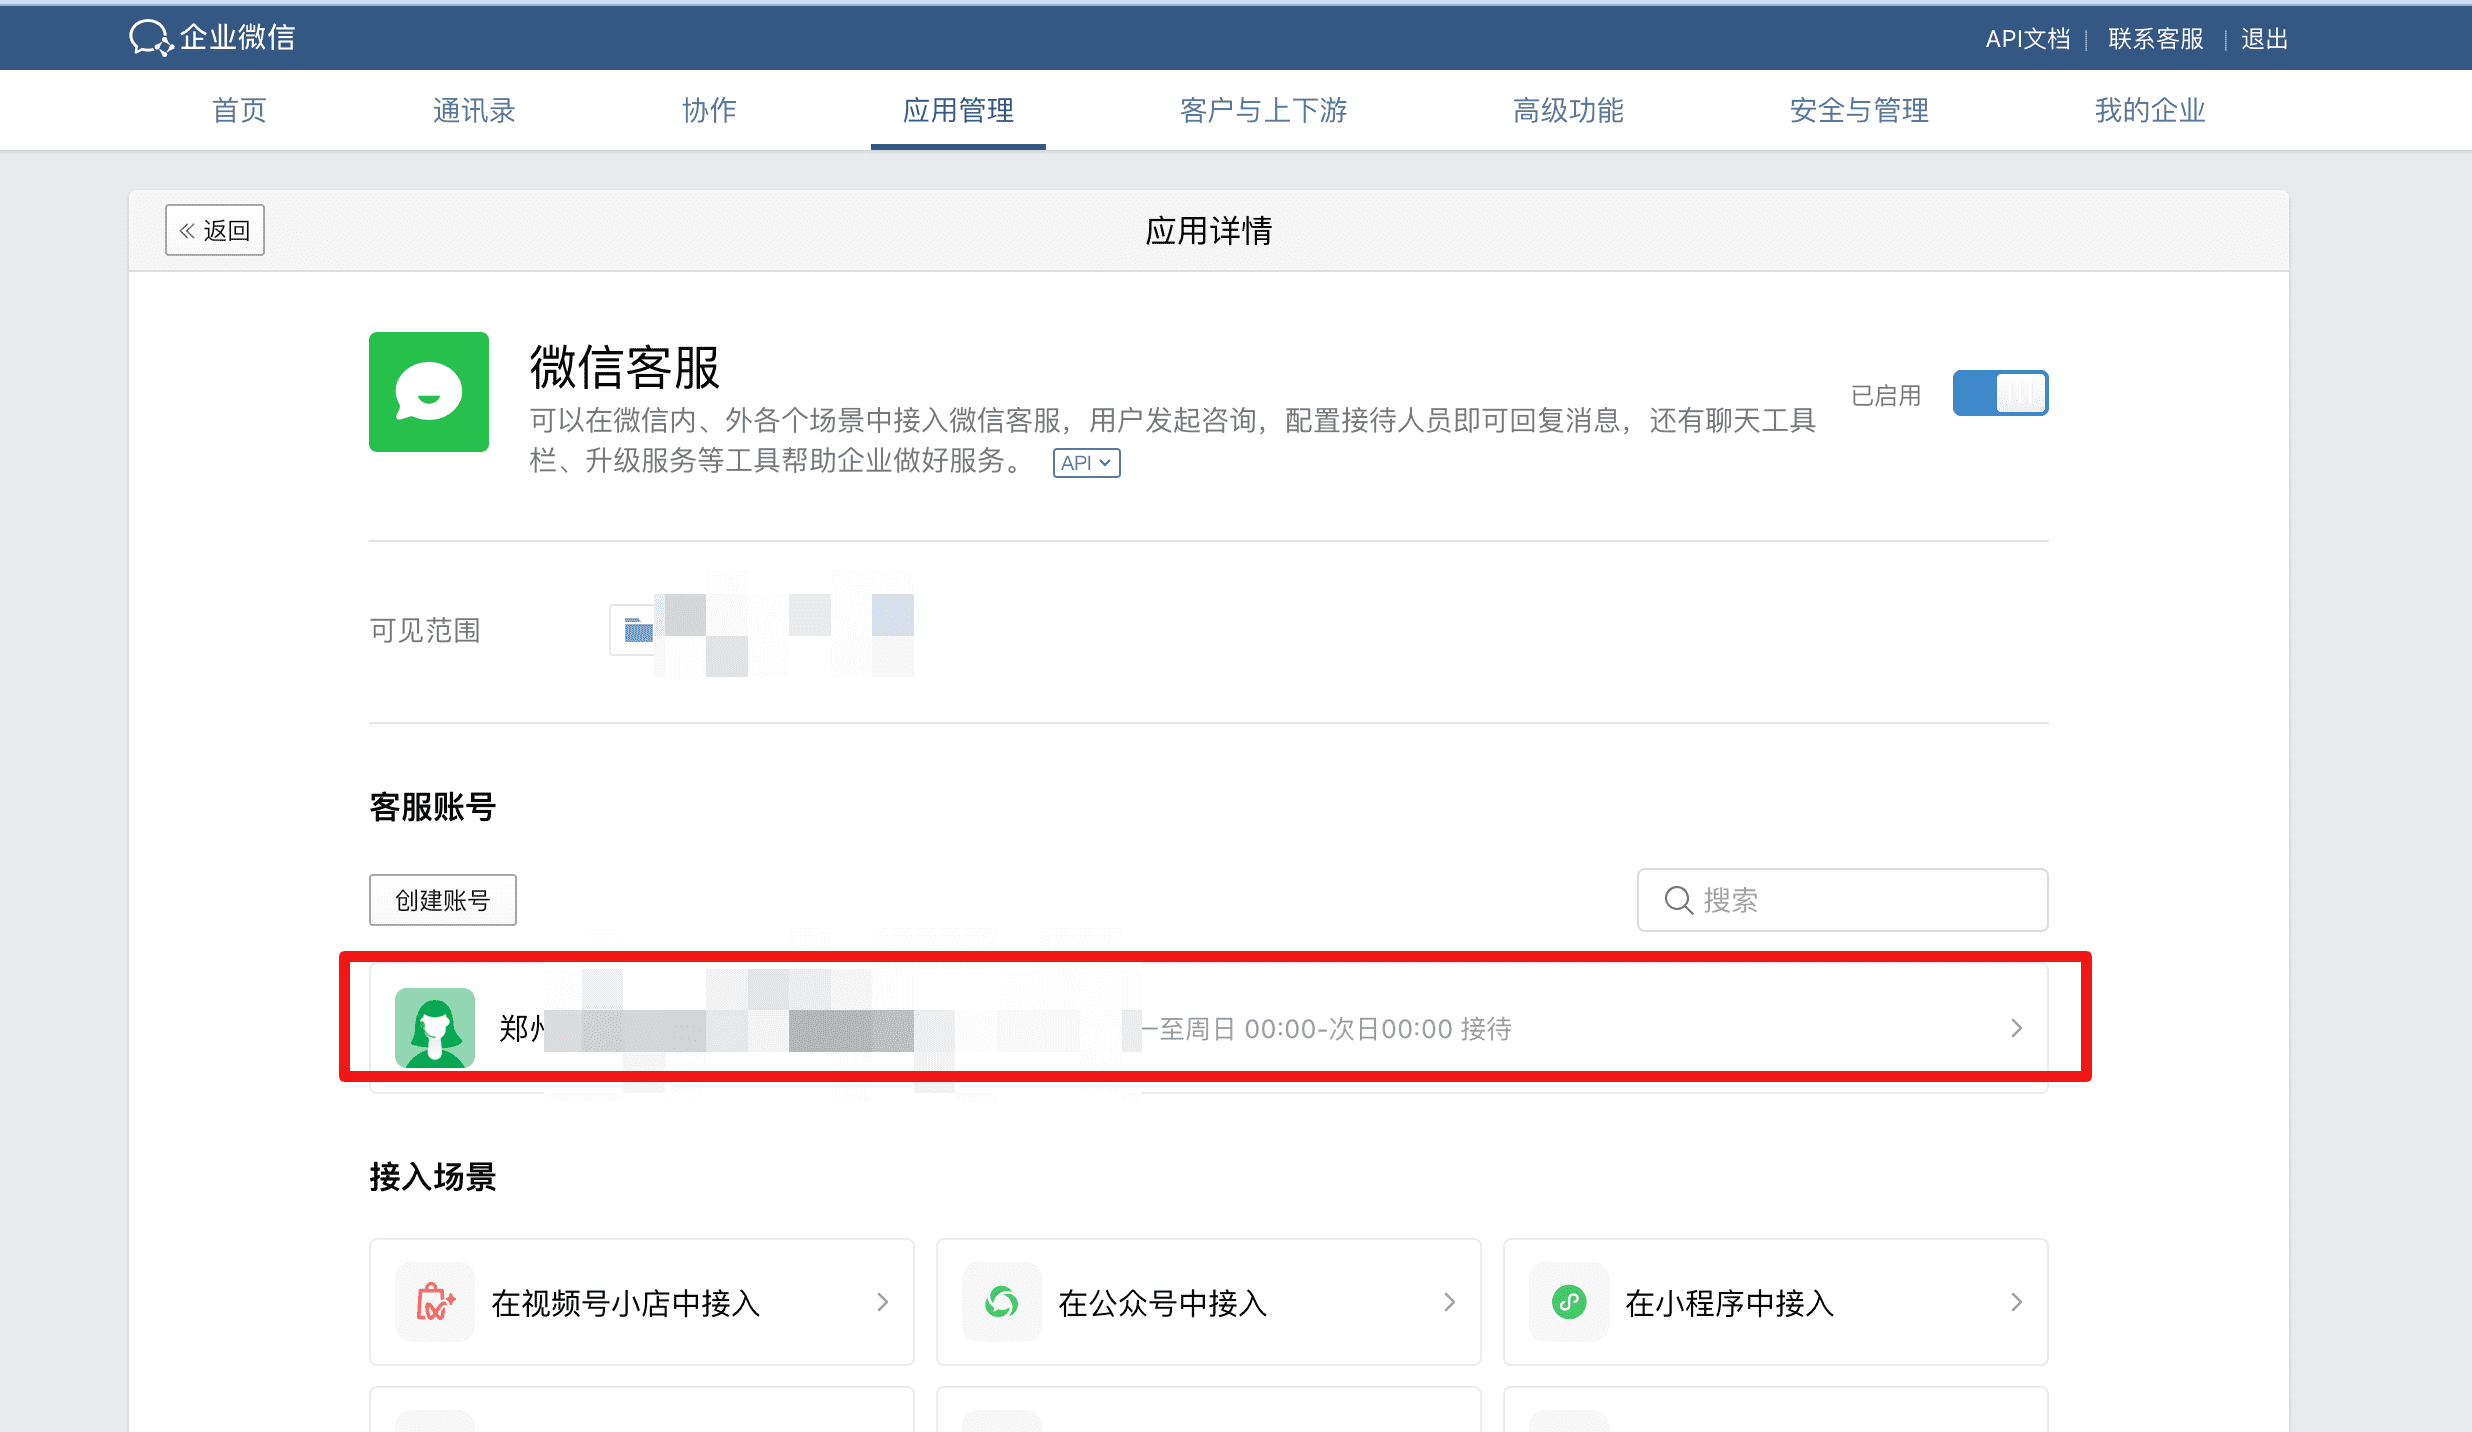 企业微信
API文档 | 联系客服 | 退出
首页 通讯录 协作 应用管理 客户与上下游 高级功能 安全与管理 我的企业
« 返回
应用详情
微信客服
可以在微信内、外各个场景中接入微信客服，用户发起咨询，配置接待人员即可回复消息，还有聊天工具
栏、升级服务等工具帮助企业做好服务。 API
已启用
可见范围
客服账号
创建账号
搜索
郑州
一至周日 00:00-次日00:00 接待
接入场景
在视频号小店中接入
在公众号中接入
在小程序中接入